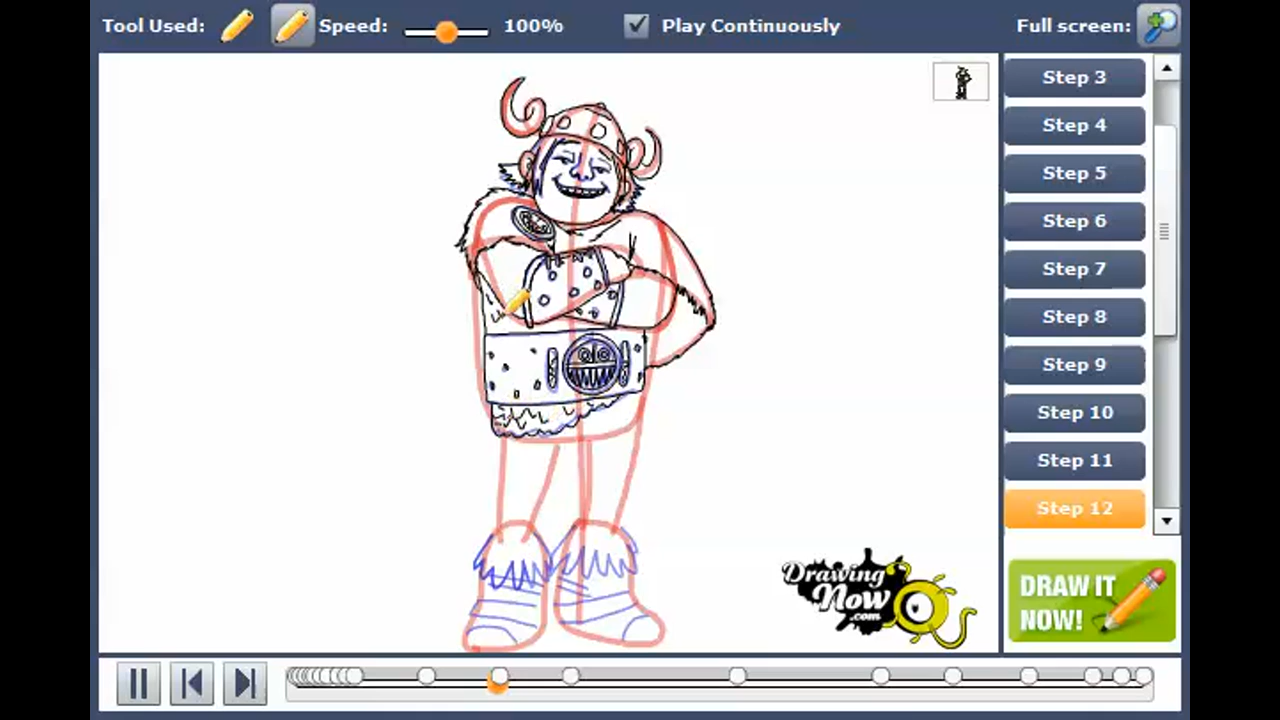 Tool Used:
Speed:
100%
Play Continuously
Full screen:
Step 3
Step 4
Step 5
Step 6
Step 7
Step 8
Step 9
Step 10
Step 11
Step 12
Drawing
Now
.com
DRAW IT
NOW!